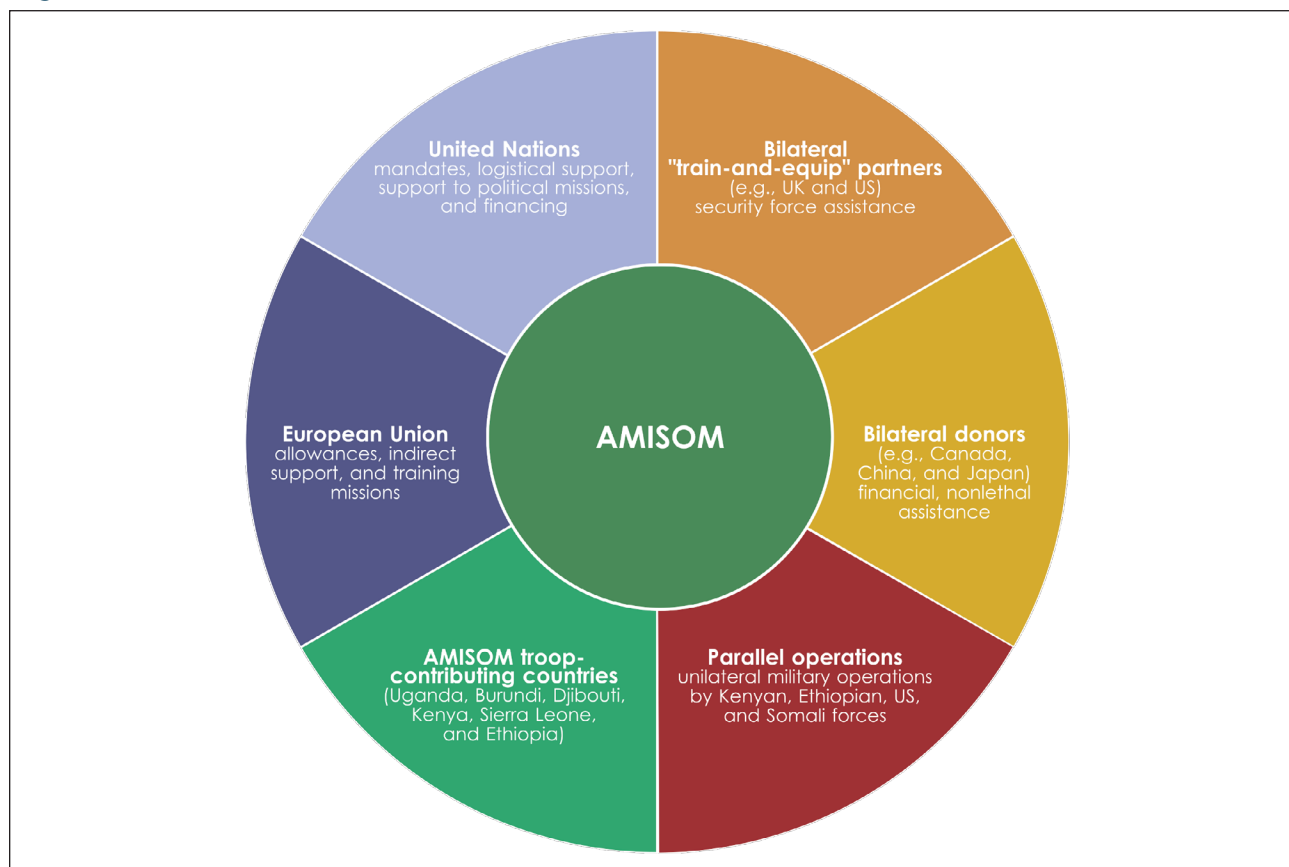 United Nations
mandates, logistical support,
support to political missions,
and financing
Bilateral
"train-and-equip" partners
(e.g., UK and US)
security force assistance
European Union
allowances, indirect
support, and training
missions
AMISOM
Bilateral donors
(e.g., Canada,
China, and Japan)
financial, nonlethal
assistance
AMISOM troop-
contributing countries
(Uganda, Burundi, Djibouti,
Kenya, Sierra Leone,
and Ethiopia)
Parallel operations
unilateral military operations
by Kenyan, Ethiopian, US,
and Somali forces